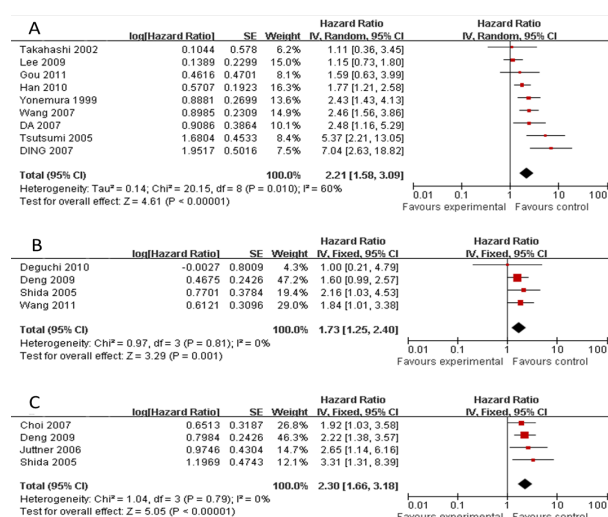 A
Hazard Ratio Hazard Ratio
log[Hazard Ratio] SE Weight IV, Random, 95% CI IV, Random, 95% CI
Takahashi 2002 0.1044 0.578 6.2% 1.11 [0.36, 3.45]
Lee 2009 0.1389 0.2299 15.0% 1.15 [0.73, 1.80]
Gou 2011 0.4616 0.4701 8.1% 1.59 [0.63, 3.99]
Han 2010 0.5707 0.1923 16.3% 1.77 [1.21, 2.58]
Yonemura 1999 0.8881 0.2699 13.6% 2.43 [1.43, 4.13]
Wang 2007 0.8985 0.2309 14.9% 2.46 [1.56, 3.86]
DA 2007 0.9086 0.3864 10.1% 2.48 [1.16, 5.29]
Tsutsumi 2005 1.6804 0.4533 8.4% 5.37 [2.21, 13.05]
DING 2007 1.9517 0.5016 7.5% 7.04 [2.63, 18.82]
Total (95% CI) 100.0% 2.21 [1.58, 3.09]
Heterogeneity: Tau² = 0.14; Chi² = 20.15, df = 8 (P = 0.010); I² = 60%
Test for overall effect: Z = 4.61 (P < 0.00001)
0.01 0.1 1 10 100
Favours experimental Favours control
B
Hazard Ratio Hazard Ratio
log[Hazard Ratio] SE Weight IV, Fixed, 95% CI IV, Fixed, 95% CI
Deguchi 2010 -0.0027 0.8009 4.3% 1.00 [0.21, 4.79]
Deng 2009 0.4675 0.2426 47.2% 1.60 [0.99, 2.57]
Shida 2005 0.7701 0.3784 19.4% 2.16 [1.03, 4.53]
Wang 2011 0.6121 0.3096 29.0% 1.84 [1.01, 3.38]
Total (95% CI) 100.0% 1.73 [1.25, 2.40]
Heterogeneity: Chi² = 0.97, df = 3 (P = 0.81); I² = 0%
Test for overall effect: Z = 3.29 (P = 0.001)
0.01 0.1 1 10 100
Favours experimental Favours control
C
Hazard Ratio Hazard Ratio
log[Hazard Ratio] SE Weight IV, Fixed, 95% CI IV, Fixed, 95% CI
Choi 2007 0.6513 0.3187 26.8% 1.92 [1.03, 3.58]
Deng 2009 0.7984 0.2426 46.3% 2.22 [1.38, 3.57]
Juttner 2006 0.9746 0.4304 14.7% 2.65 [1.14, 6.16]
Shida 2005 1.1969 0.4743 12.1% 3.31 [1.31, 8.39]
Total (95% CI) 100.0% 2.30 [1.66, 3.18]
Heterogeneity: Chi² = 1.04, df = 3 (P = 0.79); I² = 0%
Test for overall effect: Z = 5.05 (P < 0.00001)
0.01 0.1 1 10 100
Favours experimental Favours control